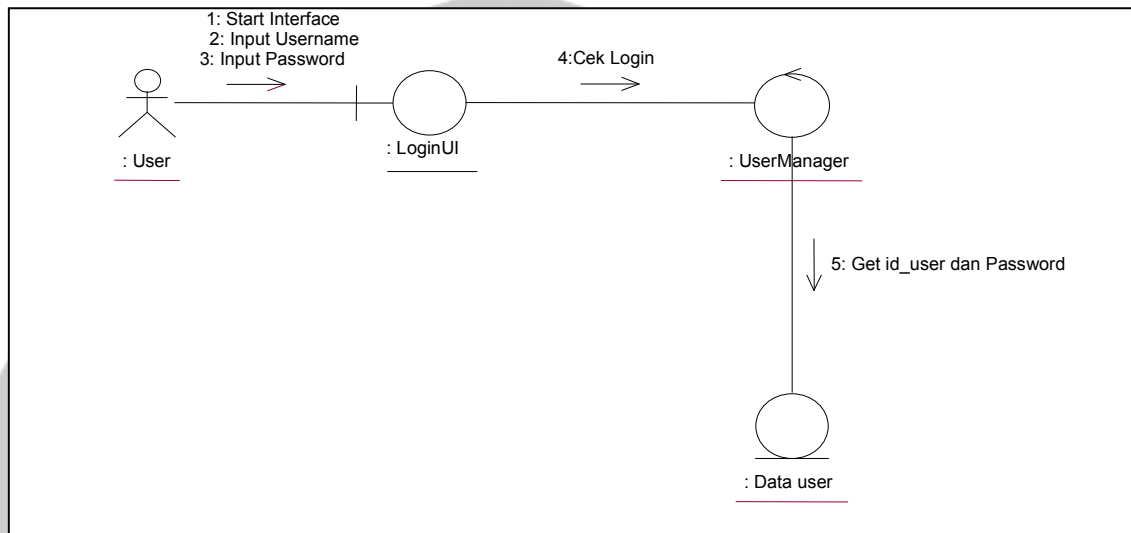 1: Start Interface
2: Input Username
3: Input Password
4:Cek Login
: User
: LoginUI
: UserManager
5: Get id_user dan Password
: Data user